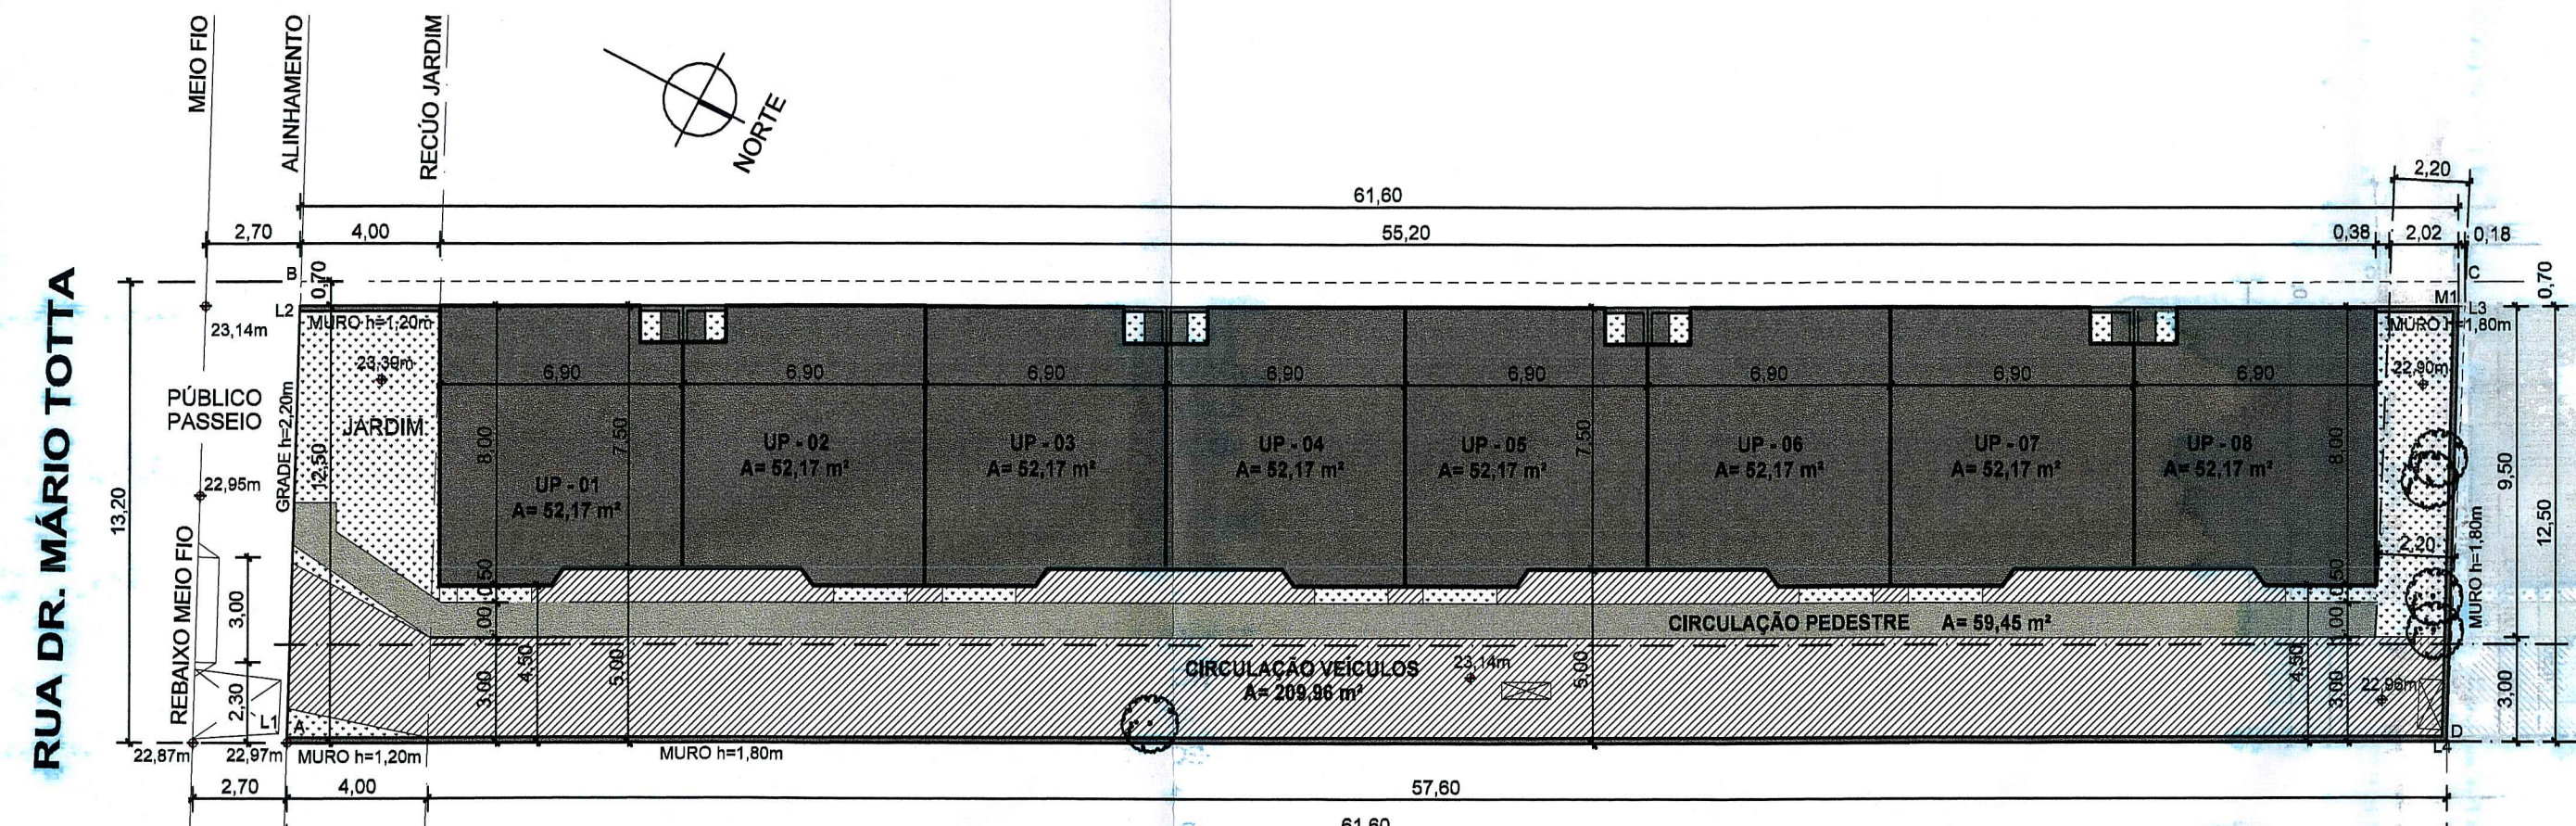 MEIO FIO
ALINHAMENTO
RECÚO JARDIM
NORTE
2,20
61,60
2,70
4,00
55,20
0,38
2,02
0,18
RUA DR. MÁRIO TOTTA
13,20
B
0,70
C
0,70
L2
MURO h=1,20m
M1
L3
MURO h=1,80m
23,14m
23,39m
22,90m
6,90
6,90
6,90
6,90
6,90
6,90
6,90
6,90
PÚBLICO
PASSEIO
GRADE h=2,20m
12,50
JARDIM
8,00
7,50
7,50
8,00
9,50
12,50
UP - 01
A= 52,17 m²
UP - 02
A= 52,17 m²
UP - 03
A= 52,17 m²
UP - 04
A= 52,17 m²
UP - 05
A= 52,17 m²
UP - 06
A= 52,17 m²
UP - 07
A= 52,17 m²
UP - 08
A= 52,17 m²
22,95m
REBAIXO MEIO FIO
3,00
2,30
0,50
1,00
3,00
4,50
5,00
CIRCULAÇÃO PEDESTRE A= 59,45 m²
CIRCULAÇÃO VEÍCULOS
A= 209,96 m²
23,14m
5,00
4,50
0,50
1,00
3,00
2,20
MURO h=1,80m
22,96m
3,00
L1
A
D
L4
22,87m
22,97m
MURO h=1,20m
MURO h=1,80m
2,70
4,00
57,60
61,60